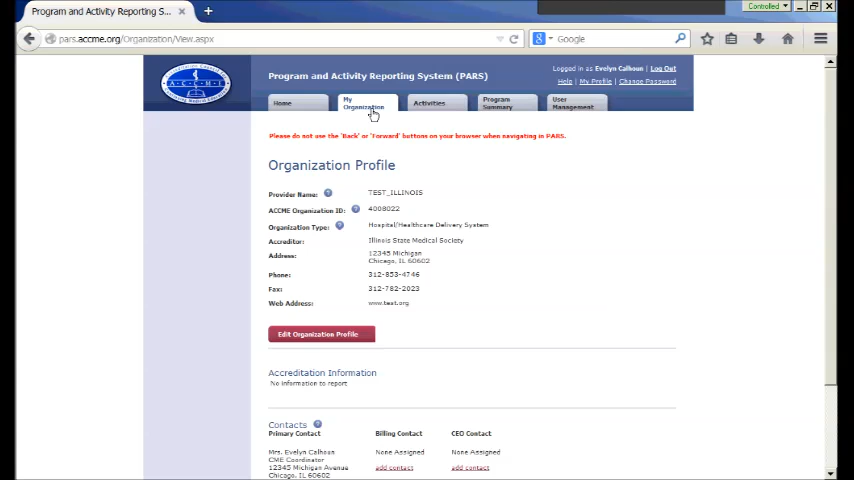 Controlled
Program and Activity Reporting S...
pars.accme.org/Organization/View.aspx
Google
Program and Activity Reporting System (PARS)
Logged in as Evelyn Calhoun | Log Out
Help | My Profile | Change Password
ACCME
Home
My Organization
Activities
Program Summary
User Management
Please do not use the 'Back' or 'Forward' buttons on your browser when navigating in PARS.
Organization Profile
Provider Name: TEST_ILLINOIS
ACCME Organization ID: 4008022
Organization Type: Hospital/Healthcare Delivery System
Accreditor: Illinois State Medical Society
Address: 12345 Michigan
Chicago, IL 60602
Phone: 312-853-4746
Fax: 312-782-2023
Web Address: www.test.org
Edit Organization Profile
Accreditation Information
No information to report
Contacts
Primary Contact Billing Contact CEO Contact
Mrs. Evelyn Calhoun None Assigned None Assigned
CME Coordinator
12345 Michigan Avenue add contact add contact
Chicago, IL 60602